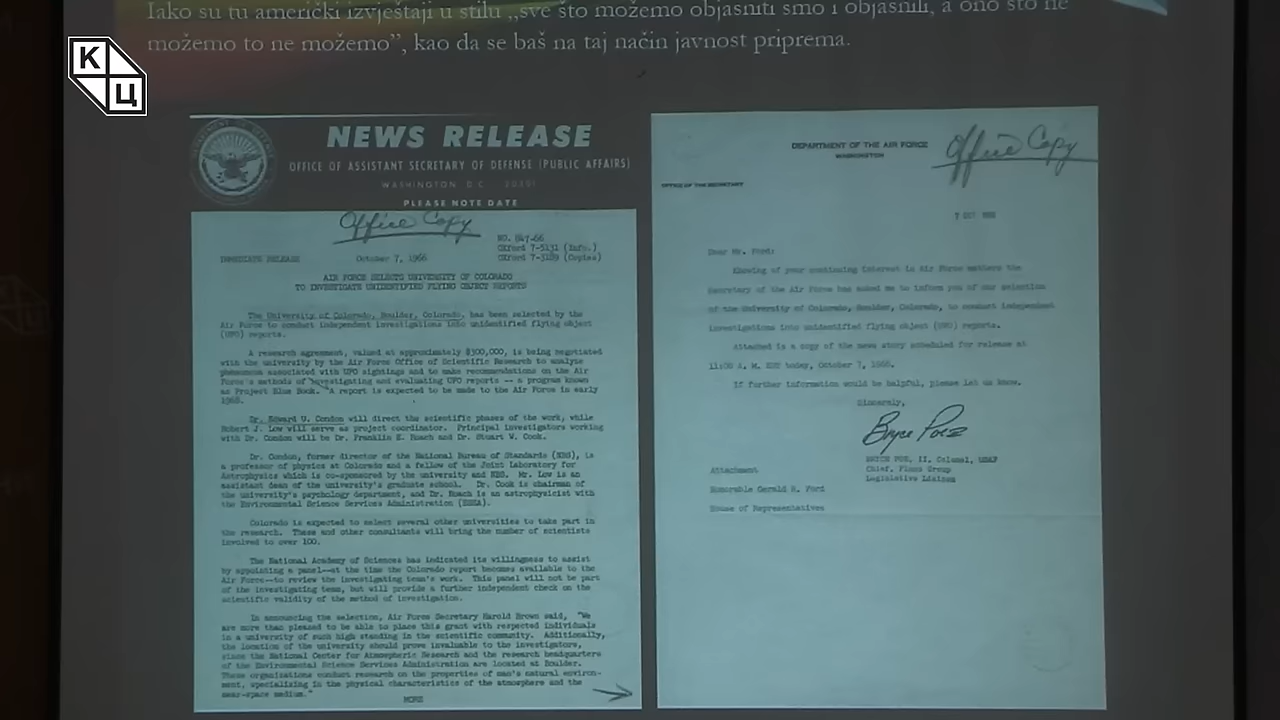 Iako su tu američki izvještaji u stilu „sve što možemo objasniti smo i objasnili, a ono što ne
možemo to ne možemo”, kao da se baš na taj način javnost priprema.
К
Ц
NEWS RELEASE
OFFICE OF ASSISTANT SECRETARY OF DEFENSE (PUBLIC AFFAIRS)
WASHINGTON D.C. 20301
PLEASE NOTE DATE
Office Copy
NO. 847-66
OXford 7-5131 (Info.)
IMMEDIATE RELEASE October 7, 1966 OXford 7-3189 (Copies)
AIR FORCE SELECTS UNIVERSITY OF COLORADO
TO INVESTIGATE UNIDENTIFIED FLYING OBJECT REPORTS
The University of Colorado, Boulder, Colorado, has been selected by the
Air Force to conduct independent investigations into unidentified flying object
(UFO) reports.
A research agreement, valued at approximately $300,000, is being negotiated
with the university by the Air Force Office of Scientific Research to analyze
phenomena associated with UFO sightings and to make recommendations on the Air
Force's methods of investigating and evaluating UFO reports -- a program known
as Project Blue Book. A report is expected to be made to the Air Force in early
1968.
Dr. Edward U. Condon will direct the scientific phases of the work, while
Robert J. Low will serve as project coordinator. Principal investigators working
with Dr. Condon will be Dr. Franklin E. Roach and Dr. Stuart W. Cook.
Dr. Condon, former director of the National Bureau of Standards (NBS), is
a professor of physics at Colorado and a fellow of the Joint Laboratory for
Astrophysics which is co-sponsored by the university and NBS. Mr. Low is an
assistant dean of the university's graduate school. Dr. Cook is chairman of
the university's psychology department, and Dr. Roach is an astrophysicist with
the Environmental Science Services Administration (ESSA).
Colorado is expected to select several other universities to take part in
the research. These and other consultants will bring the number of scientists
involved to over 100.
The National Academy of Sciences has indicated its willingness to assist
by appointing a panel--at the time the Colorado report becomes available to the
Air Force--to review the investigating team's work. This panel will not be part
of the investigating team, but will provide a further independent check on the
scientific validity of the method of investigation.
In announcing the selection, Air Force Secretary Harold Brown said, "We
are more than pleased to be able to place this grant with respected individuals
in a university of such high standing in the scientific community. Additionally,
the location of the university should prove invaluable to the investigators,
since the National Center for Atmospheric Research and the research headquarters
of the Environmental Science Services Administration are located at Boulder.
These organizations conduct research on the properties of man's natural environ-
ment, specializing in the physical characteristics of the atmosphere and the
near-space medium."
MORE
DEPARTMENT OF THE AIR FORCE
WASHINGTON
Office Copy
OFFICE OF THE SECRETARY
7 OCT
Dear Mr. Ford:
Knowing of your continuing interest in Air Force matters the
Secretary of the Air Force has asked me to inform you of our selection
of the University of Colorado, Boulder, Colorado, to conduct independent
investigations into unidentified flying object (UFO) reports.
Attached is a copy of the news story scheduled for release at
11:00 A. M. EDT today, October 7, 1966.
If further information would be helpful, please let us know.
Sincerely,
BRYCE POE, II, Colonel, USAF
Chief, Group
Legislative Liaison
Attachment
Honorable Gerald R. Ford
House of Representatives